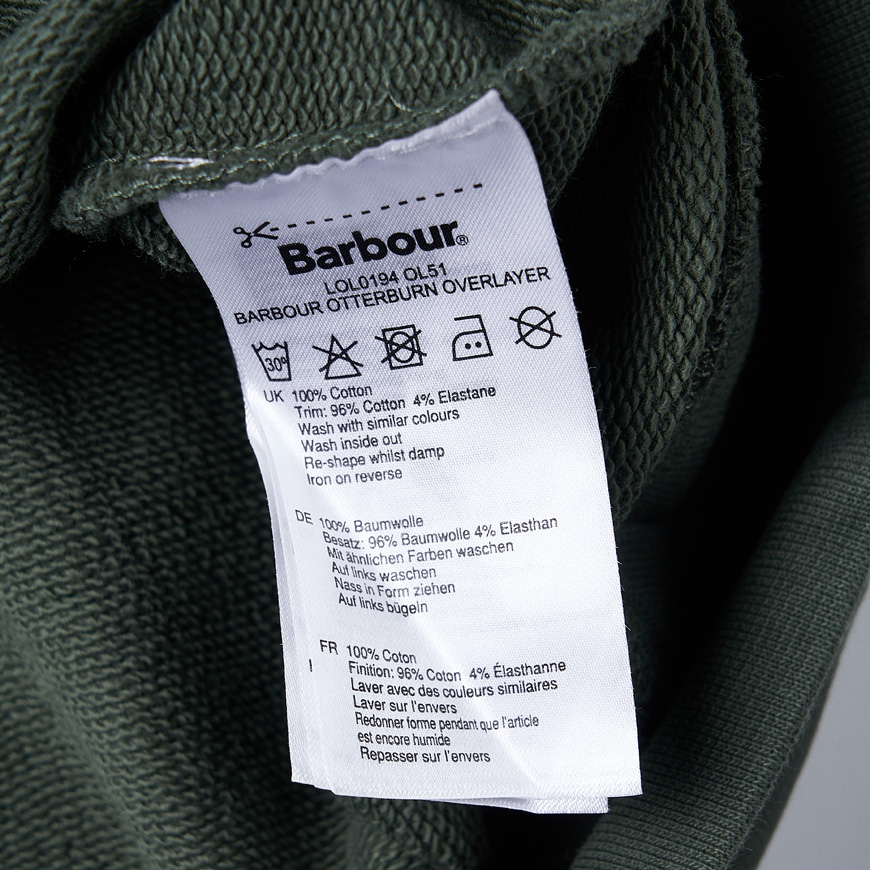 Barbour®
LOL0194 OL51
BARBOUR OTTERBURN OVERLAYER
30°
UK 100% Cotton
Trim: 96% Cotton 4% Elastane
Wash with similar colours
Wash inside out
Re-shape whilst damp
Iron on reverse
DE 100% Baumwolle
Besatz: 96% Baumwolle 4% Elasthan
Mit ähnlichen Farben waschen
Auf links waschen
Nass in Form ziehen
Auf links bügeln
FR 100% Coton
Finition: 96% Coton 4% Élasthanne
Laver avec des couleurs similaires
Laver sur l'envers
Redonner forme pendant que l'article
est encore humide
Repasser sur l'envers